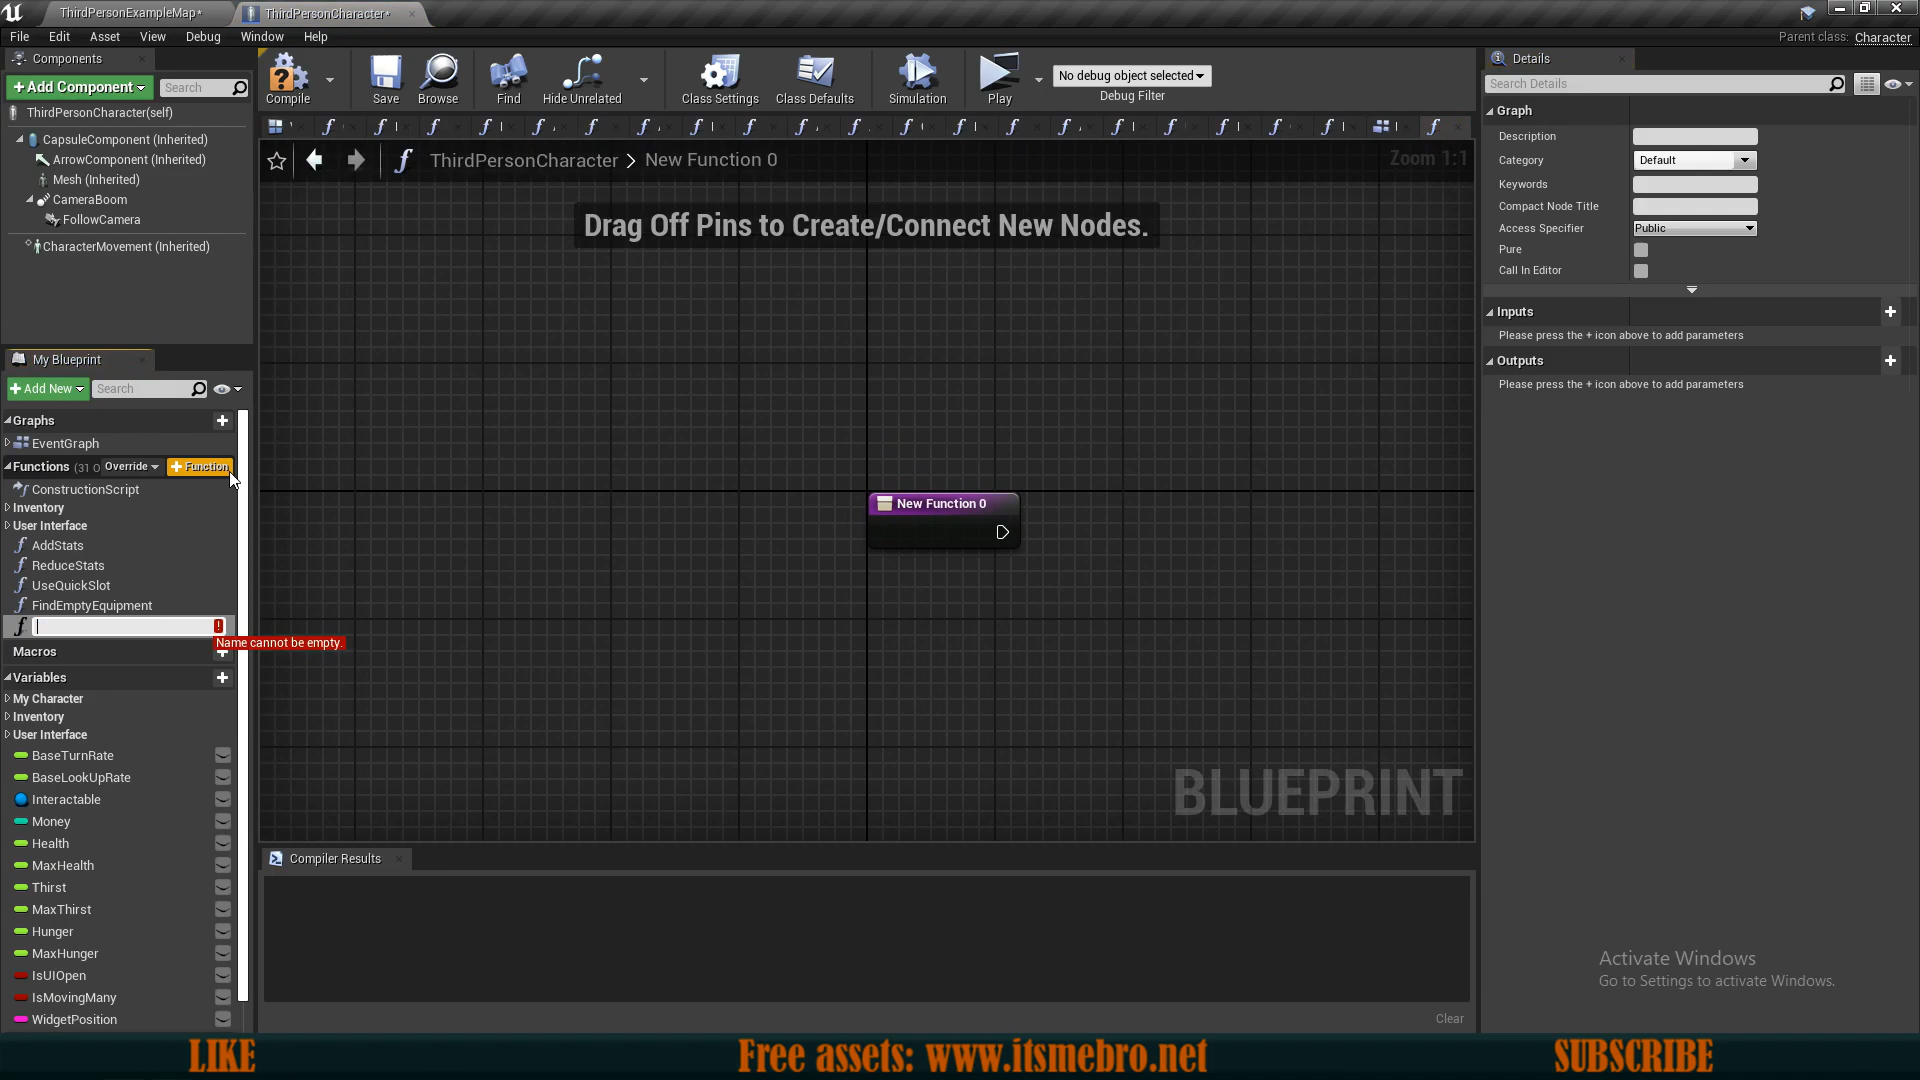 ThirdPersonExampleMap*
ThirdPersonCharacter*
File Edit Asset View Debug Window Help
Parent class: Character
Components
+Add Component
Search
ThirdPersonCharacter(self)
CapsuleComponent (Inherited)
ArrowComponent (Inherited)
Mesh (Inherited)
CameraBoom
FollowCamera
CharacterMovement (Inherited)
My Blueprint
+Add New
Search
Graphs
EventGraph
Functions (31 O Override + Function
ConstructionScript
Inventory
User Interface
AddStats
ReduceStats
UseQuickSlot
FindEmptyEquipment
Name cannot be empty.
Macros
Variables
My Character
Inventory
User Interface
BaseTurnRate
BaseLookUpRate
Interactable
Money
Health
MaxHealth
Thirst
MaxThirst
Hunger
MaxHunger
IsUIOpen
IsMovingMany
WidgetPosition
Compile
Save
Browse
Find
Hide Unrelated
Class Settings
Class Defaults
Simulation
Play
No debug object selected
Debug Filter
ThirdPersonCharacter > New Function 0
Zoom 1:1
Drag Off Pins to Create/Connect New Nodes.
New Function 0
BLUEPRINT
Compiler Results
Clear
Details
Search Details
Graph
Description
Category Default
Keywords
Compact Node Title
Access Specifier Public
Pure
Call In Editor
Inputs
Please press the + icon above to add parameters
Outputs
Please press the + icon above to add parameters
Activate Windows
Go to Settings to activate Windows.
LIKE
Free assets: www.itsmebro.net
SUBSCRIBE